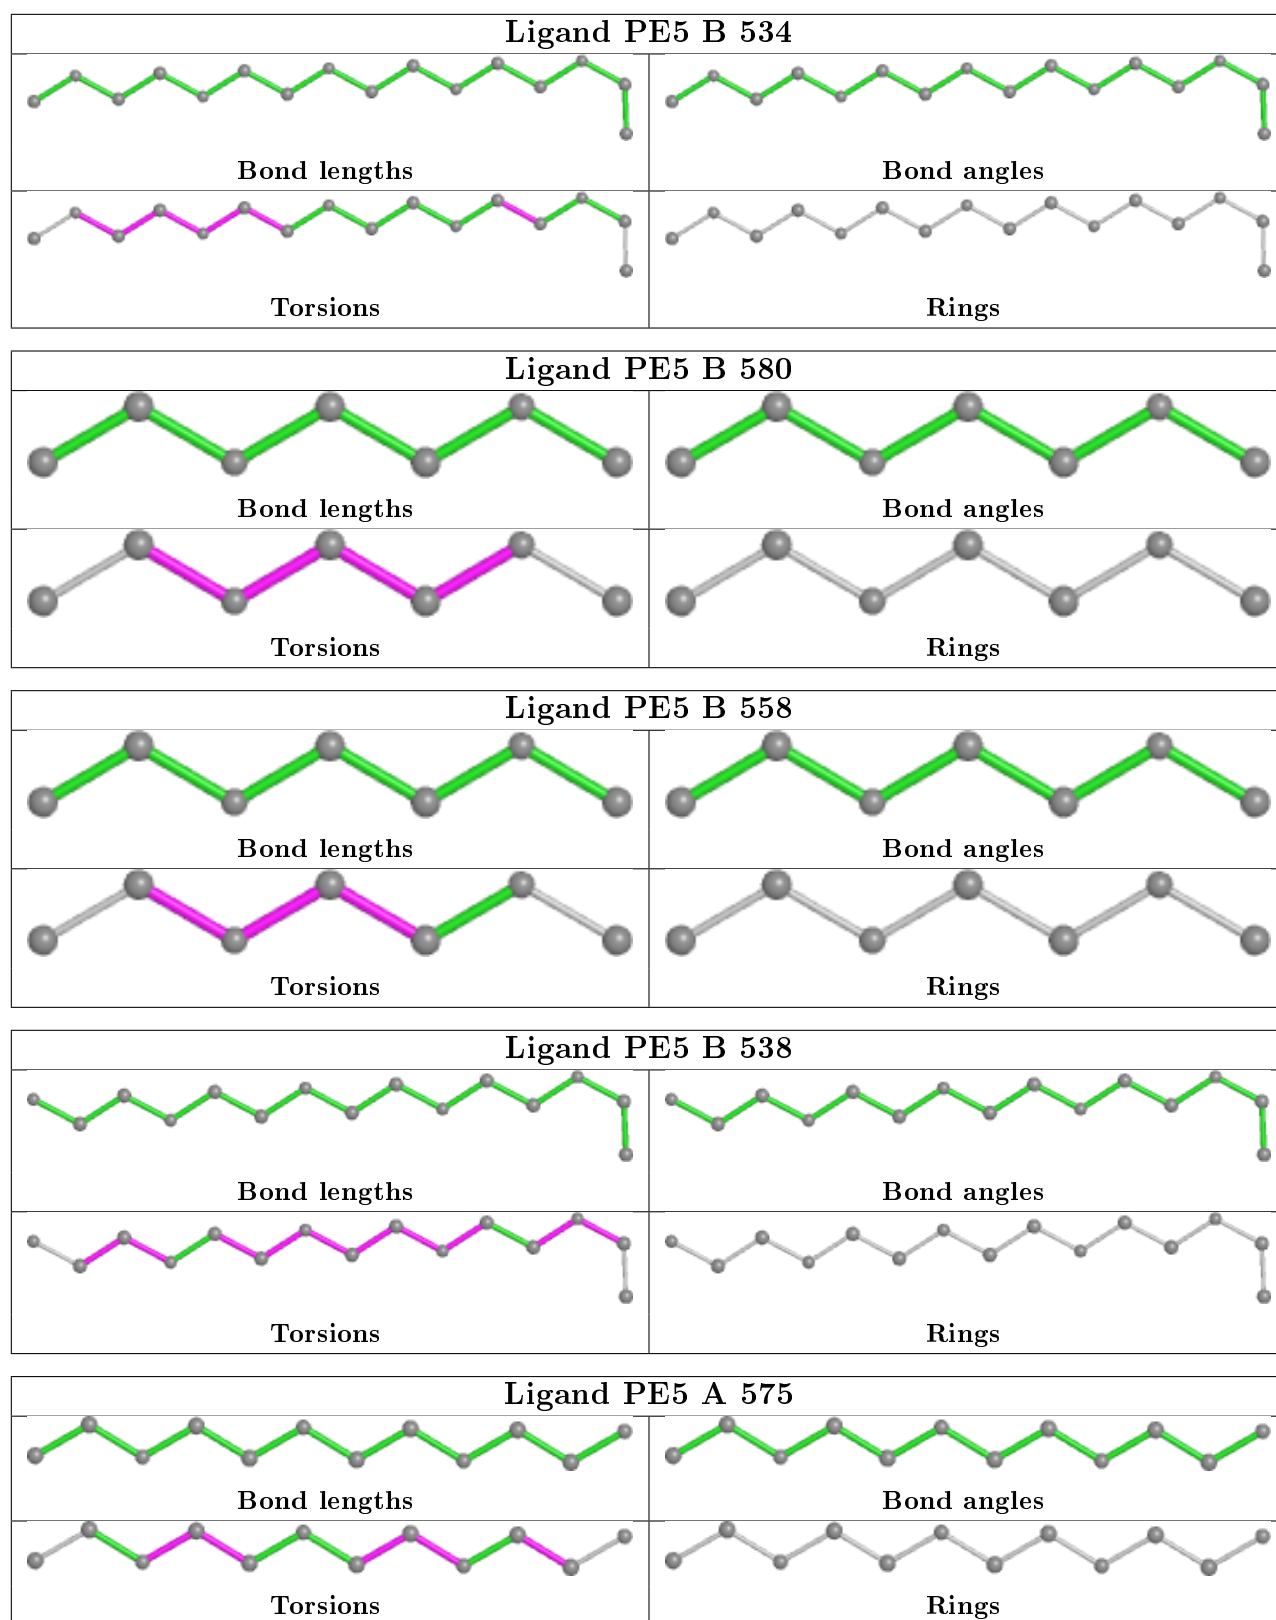 Ligand PE5 B 534
Bond lengths
Bond angles
Torsions
Rings
Ligand PE5 B 580
Bond lengths
Bond angles
Torsions
Rings
Ligand PE5 B 558
Bond lengths
Bond angles
Torsions
Rings
Ligand PE5 B 538
Bond lengths
Bond angles
Torsions
Rings
Ligand PE5 A 575
Bond lengths
Bond angles
Torsions
Rings